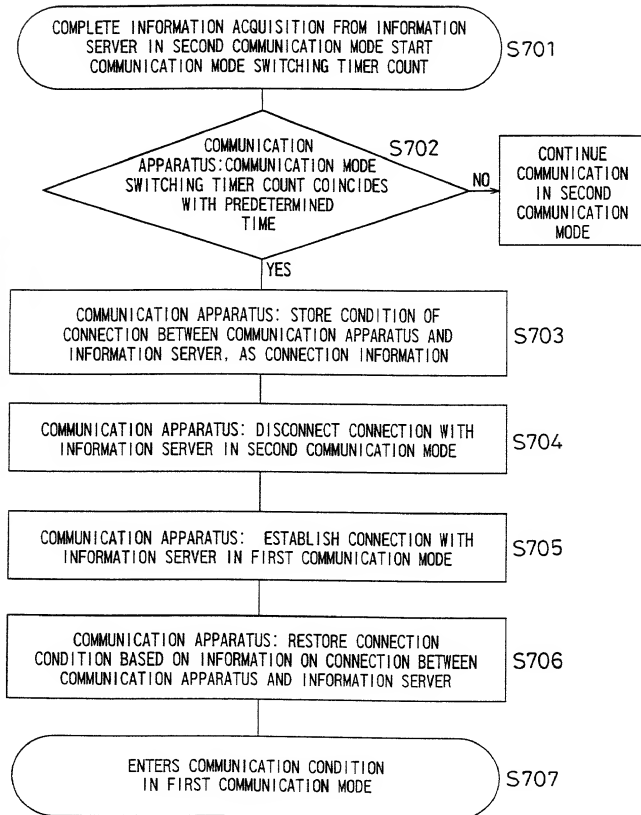 COMPLETE INFORMATION ACQUISITION FROM INFORMATION
SERVER IN SECOND COMMUNICATION MODE START
COMMUNICATION MODE SWITCHING TIMER COUNT
S701
S702
COMMUNICATION
APPARATUS:COMMUNICATION MODE
SWITCHING TIMER COUNT COINCIDES
WITH PREDETERMINED
TIME
NO
CONTINUE
COMMUNICATION
IN SECOND
COMMUNICATION
MODE
YES
COMMUNICATION APPARATUS: STORE CONDITION OF
CONNECTION BETWEEN COMMUNICATION APPARATUS AND
INFORMATION SERVER, AS CONNECTION INFORMATION
S703
COMMUNICATION APPARATUS: DISCONNECT CONNECTION WITH
INFORMATION SERVER IN SECOND COMMUNICATION MODE
S704
COMMUNICATION APPARATUS: ESTABLISH CONNECTION WITH
INFORMATION SERVER IN FIRST COMMUNICATION MODE
S705
COMMUNICATION APPARATUS: RESTORE CONNECTION
CONDITION BASED ON INFORMATION ON CONNECTION BETWEEN
COMMUNICATION APPARATUS AND INFORMATION SERVER
S706
ENTERS COMMUNICATION CONDITION
IN FIRST COMMUNICATION MODE
S707